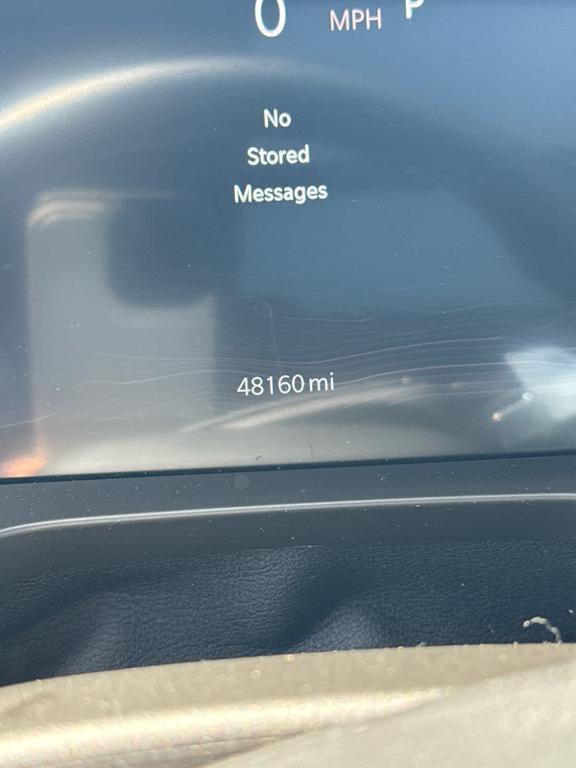 0 MPH P
No
Stored
Messages
48160 mi